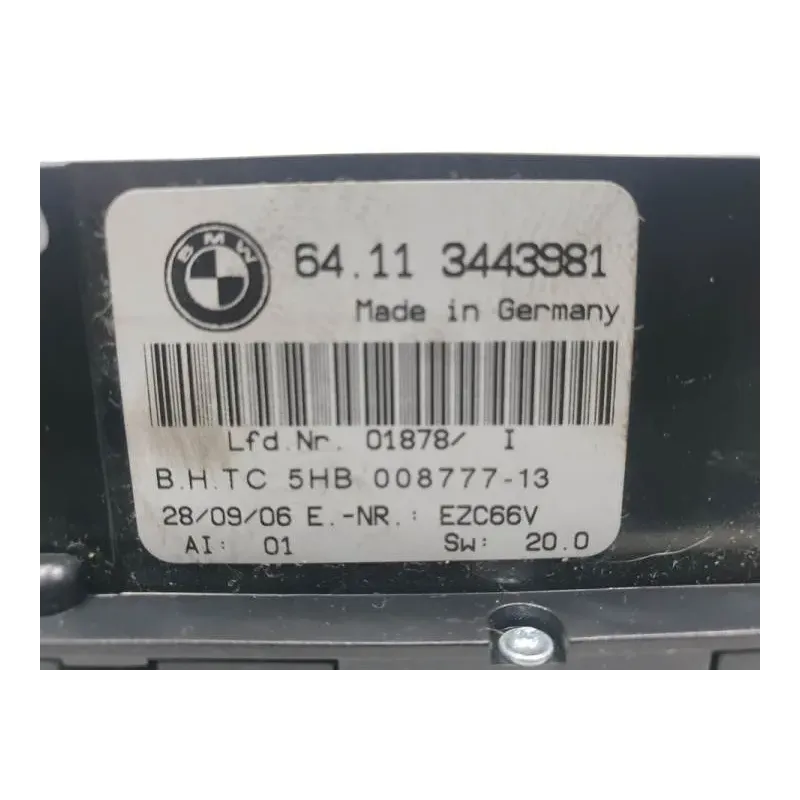 BMW
64.11 3443981
Made in Germany
Lfd.Nr. 01878/ I
B.H.TC 5HB 008777-13
28/09/06 E.-NR.: EZC66V
AI: 01 Sw: 20.0